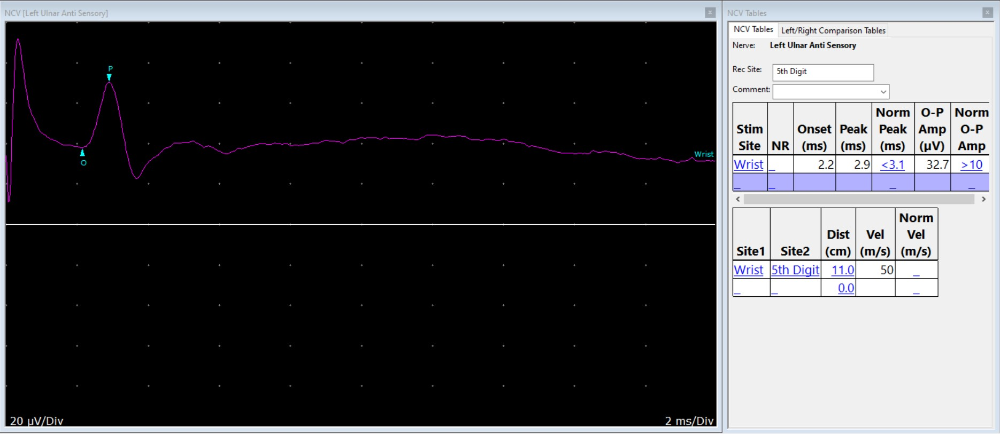 NCV [Left Ulnar Anti Sensory]
x
P
O
Wrist
20 µV/Div
2 ms/Div
NCV Tables
x
NCV Tables
Left/Right Comparison Tables
Nerve: Left Ulnar Anti Sensory
Rec Site: 5th Digit
Comment:
Stim Site NR Onset (ms) Peak (ms) Norm Peak (ms) O-P Amp (µV) Norm O-P Amp
Wrist _ 2.2 2.9 <3.1 32.7 >10
_ _ _ _
< >
Site1 Site2 Dist (cm) Vel (m/s) Norm Vel (m/s)
Wrist 5th Digit 11.0 50 _
_ _ 0.0 _